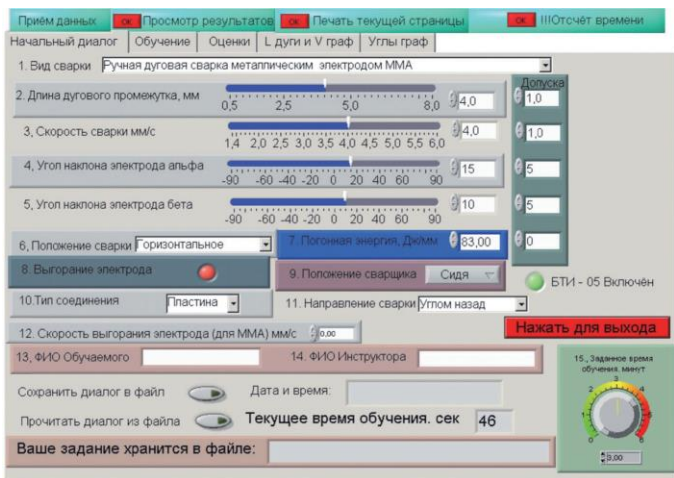 Приём данных ок Просмотр результатов ок Печать текущей страницы ок !!!Отсчёт времени
Начальный диалог Обучение Оценки L дуги и V граф Углы граф
1. Вид сварки Ручная дуговая сварка металлическим электродом ММА
Допуска
2. Длина дугового промежутка, мм 4,0 1,0
0,5 2,5 5,0 8,0
3, Скорость сварки мм/с 4,0 1,0
1,4 2,0 2,5 3,0 3,5 4,0 4,5 5,0 5,5 6,0
4, Угол наклона электрода альфа 15 5
-90 -60 -40 -20 0 20 40 60 90
5, Угол наклона электрода бета 10 5
-90 -60 -40 -20 0 20 40 60 90
6, Положение сварки Горизонтальное 7. Погонная энергия, Дж/мм 83,00 0
8. Выгорание электрода 9. Положение сварщика Сидя БТИ - 05 Включён
10.Тип соединения Пластина 11. Направление сварки Углом назад
12. Скорость выгорания электрода (для ММА) мм/с 0,00 Нажать для выхода
13, ФИО Обучаемого 14. ФИО Инструктора
15., Заданное время
обучения. минут
Сохранить диалог в файл Дата и время:
Прочитать диалог из файла Текущее время обучения. сек 46
0 1 2 3 4 5 6
Ваше задание хранится в файле: